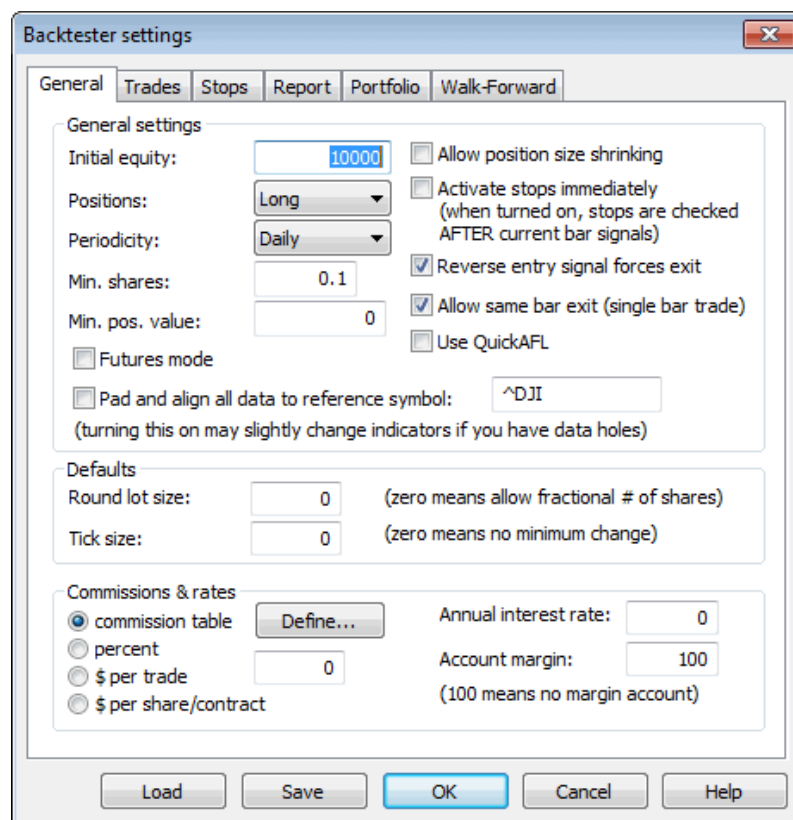 Backtester settings
General Trades Stops Report Portfolio Walk-Forward
General settings
Initial equity: 10000
Positions: Long
Periodicity: Daily
Min. shares: 0.1
Min. pos. value: 0
Futures mode
Allow position size shrinking
Activate stops immediately
(when turned on, stops are checked
AFTER current bar signals)
Reverse entry signal forces exit
Allow same bar exit (single bar trade)
Use QuickAFL
Pad and align all data to reference symbol: ^DJI
(turning this on may slightly change indicators if you have data holes)
Defaults
Round lot size: 0 (zero means allow fractional # of shares)
Tick size: 0 (zero means no minimum change)
Commissions & rates
commission table Define...
percent
$ per trade 0
$ per share/contract
Annual interest rate: 0
Account margin: 100
(100 means no margin account)
Load Save OK Cancel Help